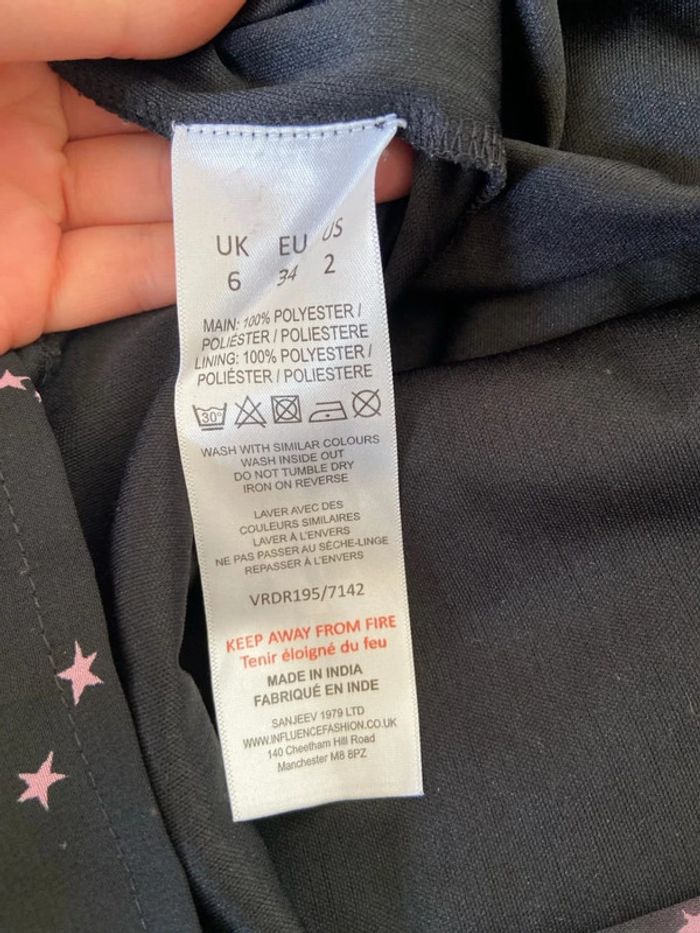 UK EU US
6 34 2
MAIN: 100% POLYESTER /
POLIÉSTER / POLIESTERE
LINING: 100% POLYESTER /
POLIÉSTER / POLIESTERE
30°
WASH WITH SIMILAR COLOURS
WASH INSIDE OUT
DO NOT TUMBLE DRY
IRON ON REVERSE
LAVER AVEC DES
COULEURS SIMILAIRES
LAVER À L'ENVERS
NE PAS PASSER AU SÈCHE-LINGE
REPASSER À L'ENVERS
VRDR195/7142
KEEP AWAY FROM FIRE
Tenir éloigné du feu
MADE IN INDIA
FABRIQUÉ EN INDE
SANJEEV 1979 LTD
WWW.INFLUENCEFASHION.CO.UK
140 Cheetham Hill Road
Manchester M8 8PZ